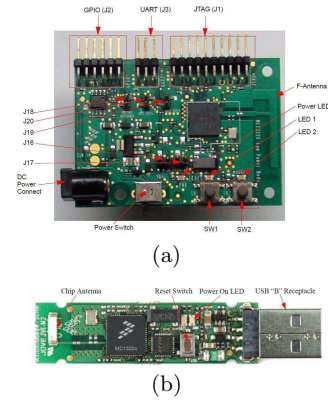 GPIO (J2)
UART (J3)
JTAG (J1)
F-Antenna
Power LED
LED 1
LED 2
J18
J20
J19
J16
J17
DC
Power
Connect
Power Switch
SW1
SW2
(a)
Chip Antenna
Reset Switch
Power On LED
USB "B" Receptacle
MC1322x
(b)